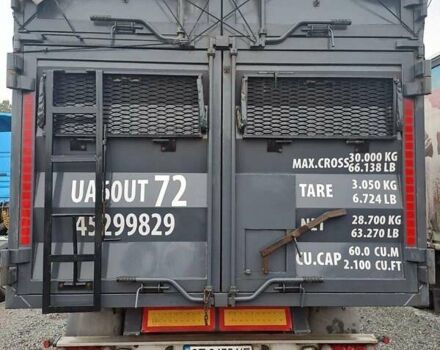 UASOUT 72
45299829
MAX.CROSS 30.000 KG
66.138 LB
TARE 3.050 KG
6.724 LB
NET 28.700 KG
63.270 LB
CU.CAP 60.0 CU.M
2.100 CU.FT